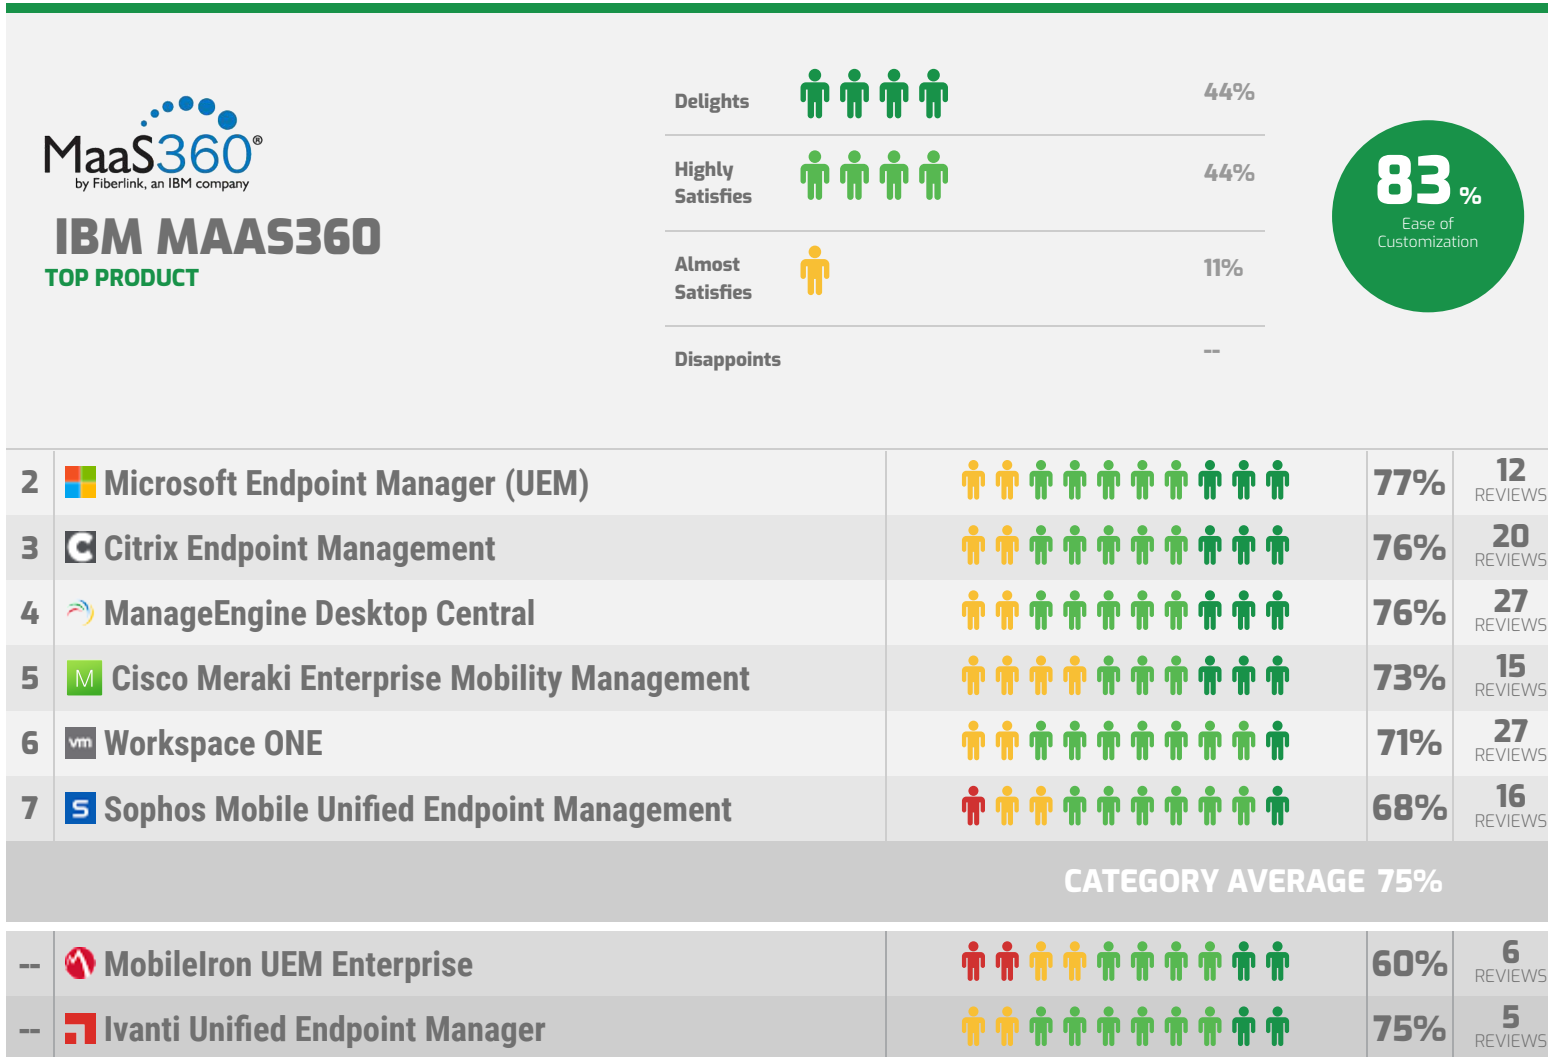 MaaS360®
by Fiberlink, an IBM company
IBM MAAS360
TOP PRODUCT
Delights 44%
Highly
Satisfies 44%
Almost
Satisfies 11%
Disappoints --
83 %
Ease of
Customization
2 Microsoft Endpoint Manager (UEM) 77% 12
REVIEWS
3 C Citrix Endpoint Management 76% 20
REVIEWS
4 ManageEngine Desktop Central 76% 27
REVIEWS
5 M Cisco Meraki Enterprise Mobility Management 73% 15
REVIEWS
6 vm Workspace ONE 71% 27
REVIEWS
7 S Sophos Mobile Unified Endpoint Management 68% 16
REVIEWS
CATEGORY AVERAGE 75%
-- MobileIron UEM Enterprise 60% 6
REVIEWS
-- Ivanti Unified Endpoint Manager 75% 5
REVIEWS